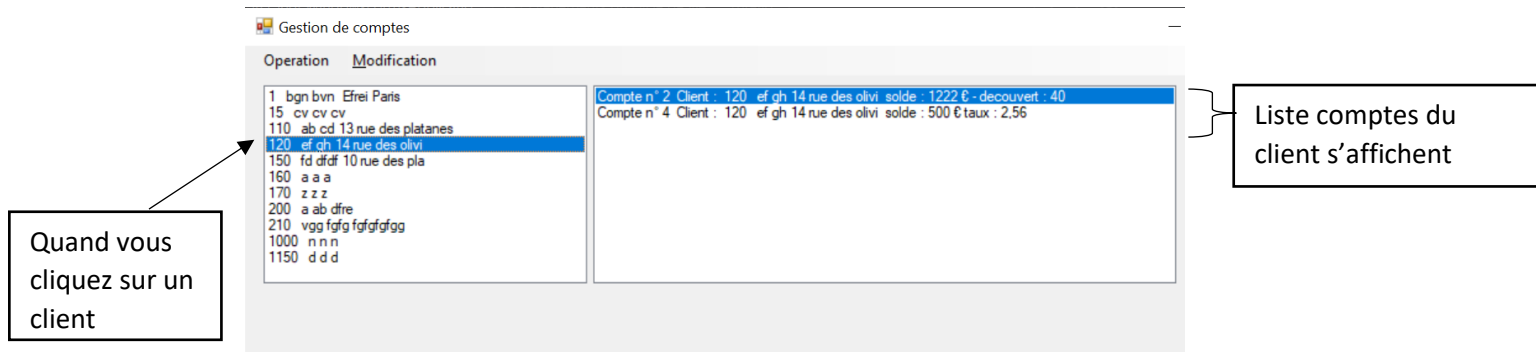 Gestion de comptes
Operation Modification
1 bgn bvn Efrei Paris
15 cv cv cv
110 ab cd 13 rue des platanes
120 ef gh 14 rue des olivi
150 fd dfdf 10 rue des pla
160 a a a
170 z z z
200 a ab dfre
210 vgg fgfg fgfgfgfgg
1000 n n n
1150 d d d
Compte n° 2 Client : 120 ef gh 14 rue des olivi solde : 1222 € - decouvert : 40
Compte n° 4 Client : 120 ef gh 14 rue des olivi solde : 500 € taux : 2,56
Liste comptes du
client s’affichent
Quand vous
cliquez sur un
client